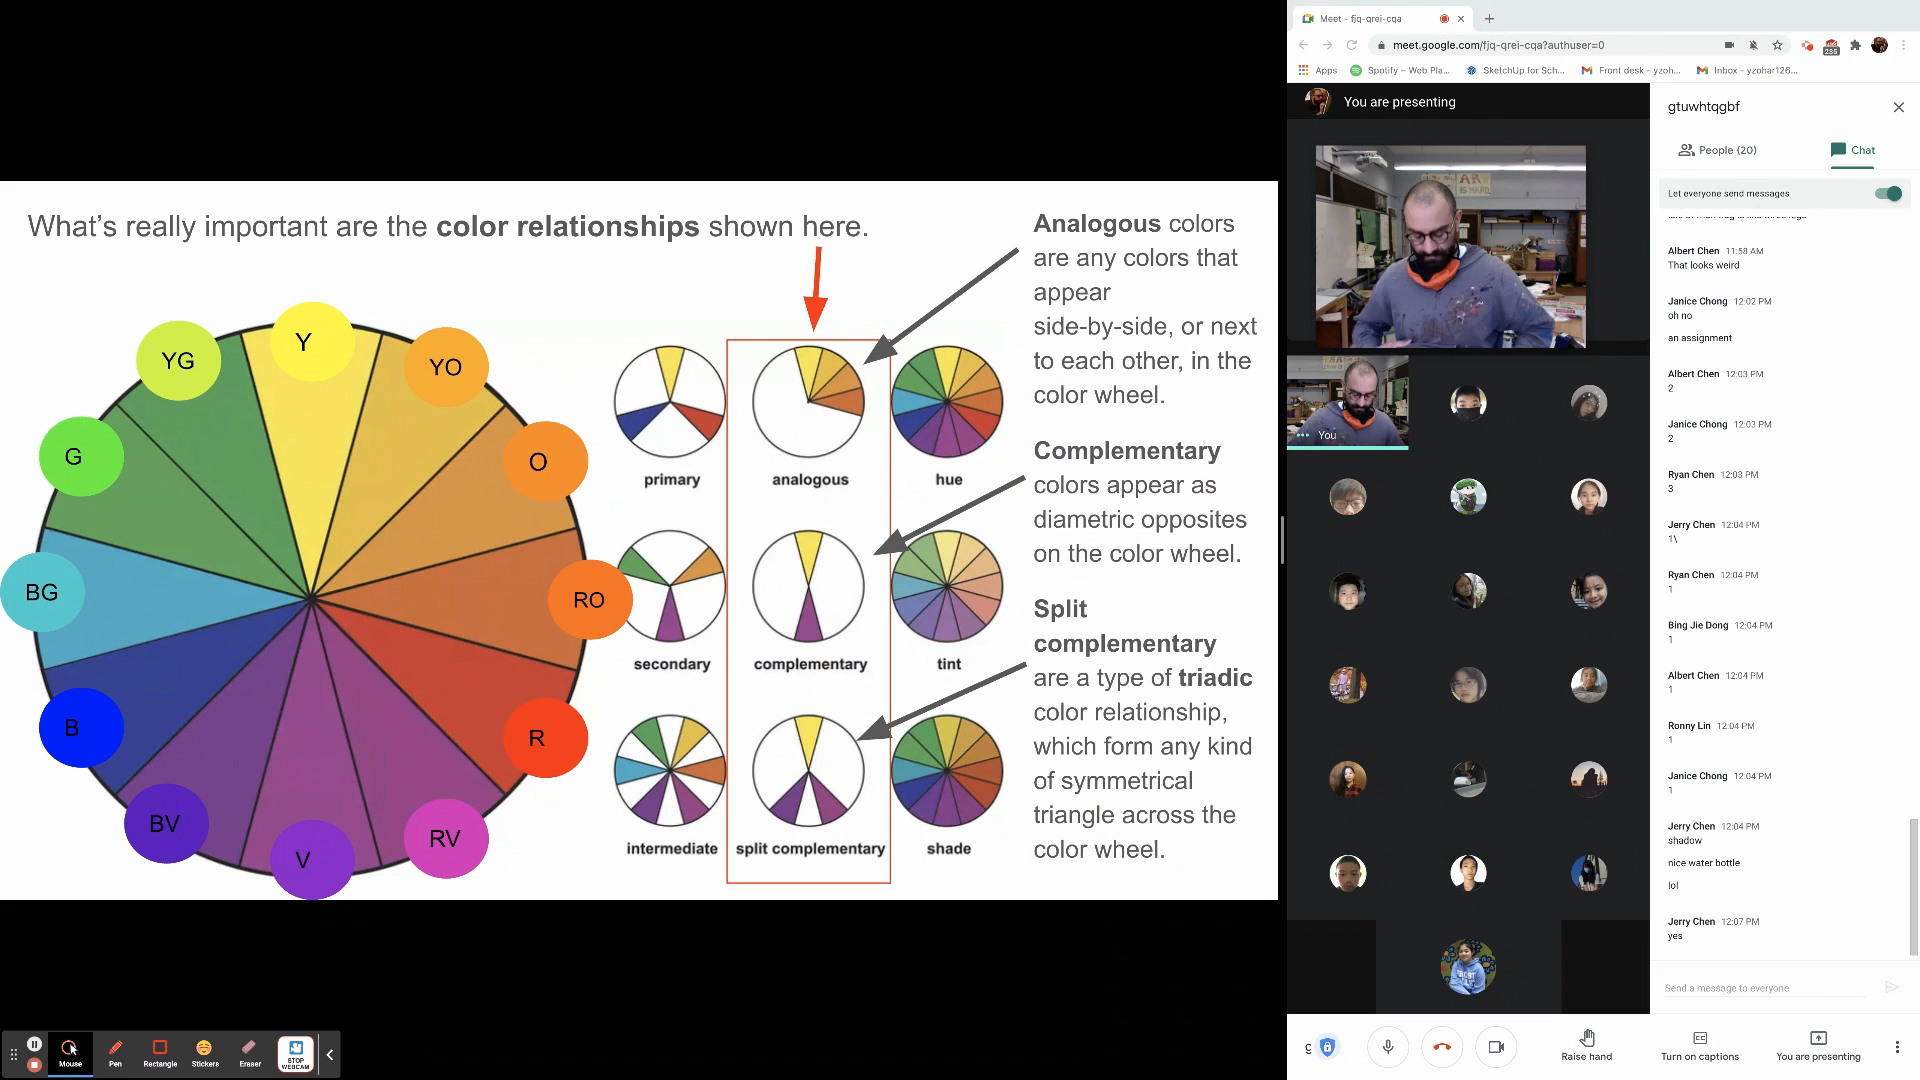 What's really important are the color relationships shown here.
Y
YG
YO
G
O
BG
RO
B
R
BV
RV
V
primary
analogous
hue
secondary
complementary
tint
intermediate
split complementary
shade
Analogous colors
are any colors that
appear
side-by-side, or next
to each other, in the
color wheel.
Complementary
colors appear as
diametric opposites
on the color wheel.
Split
complementary
are a type of triadic
color relationship,
which form any kind
of symmetrical
triangle across the
color wheel.
Mouse
Pen
Rectangle
Stickers
Eraser
STOP
WEBCAM
Meet - fjq-qrei-cqa
meet.google.com/fjq-qrei-cqa?authuser=0
235
Apps
Spotify – Web Pla...
SketchUp for Sch...
Front desk - yzoh...
Inbox - yzohar126...
You are presenting
AR
IS HARD
You
gtuwhtqgbf
People (20)
Chat
Let everyone send messages
Albert Chen 11:58 AM
That looks weird
Janice Chong 12:02 PM
oh no
an assignment
Albert Chen 12:03 PM
2
Janice Chong 12:03 PM
2
Ryan Chen 12:03 PM
3
Jerry Chen 12:04 PM
1\
Ryan Chen 12:04 PM
1
Bing Jie Dong 12:04 PM
1
Albert Chen 12:04 PM
1
Ronny Lin 12:04 PM
1
Janice Chong 12:04 PM
1
Jerry Chen 12:04 PM
shadow
nice water bottle
lol
Jerry Chen 12:07 PM
yes
Send a message to everyone
g
Raise hand
Turn on captions
You are presenting